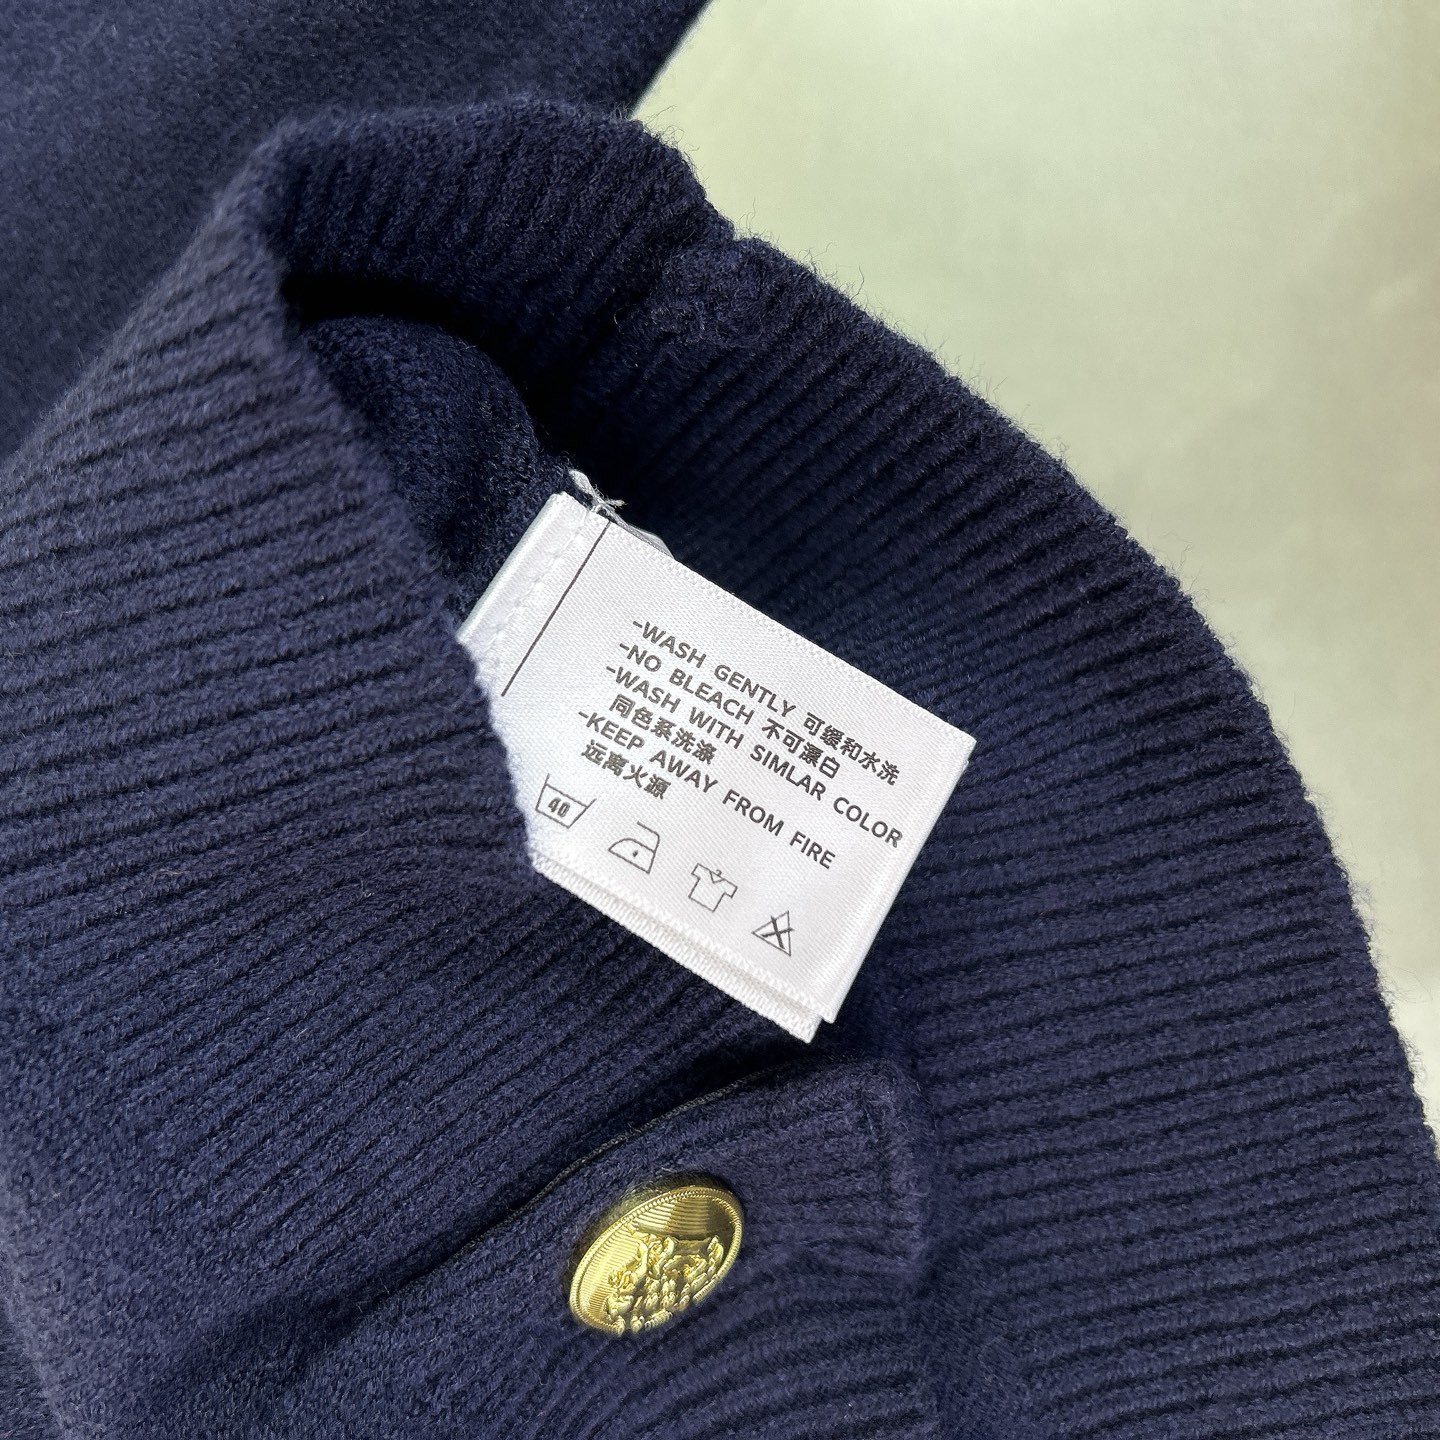 -WASH GENTLY 可缓和水洗
-NO BLEACH 不可漂白
-WASH WITH SIMLAR COLOR
同色系洗涤
-KEEP AWAY FROM FIRE
远离火源
40